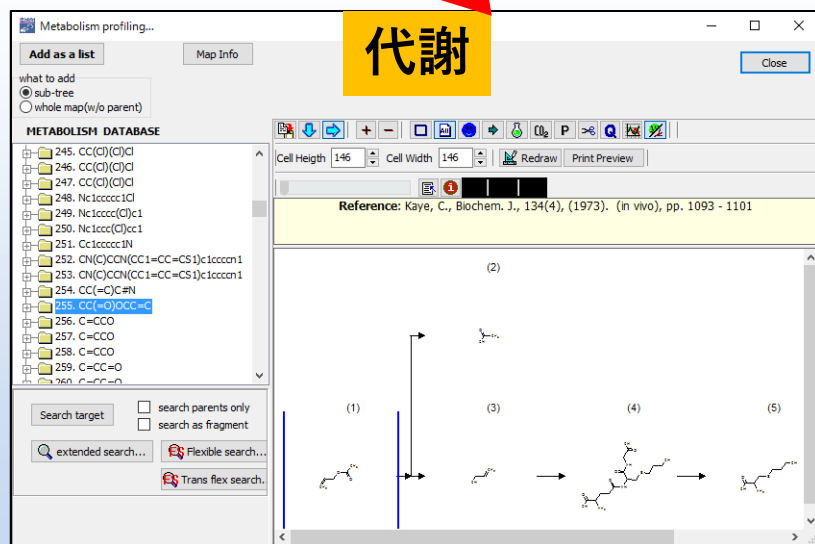 Metabolism profiling...
代謝
Add as a list
Map Info
Close
what to add
sub-tree
whole map(w/o parent)
METABOLISM DATABASE
245. CC(Cl)(Cl)Cl
246. CC(Cl)(Cl)Cl
247. CC(Cl)(Cl)Cl
248. Nc1ccccc1Cl
249. Nc1cccc(Cl)c1
250. Nc1ccc(Cl)cc1
251. Cc1ccccc1N
252. CN(C)CCN(CC1=CC=CS1)c1ccccn1
253. CN(C)CCN(CC1=CC=CS1)c1ccccn1
254. CC(=C)C#N
255. CC(=O)OCC=C
256. C=CCO
257. C=CCO
258. C=CCO
259. C=CC=O
260. C=CC=O
Search target
search parents only
search as fragment
extended search...
Flexible search...
Trans flex search.
All CO₂ P Q
Cell Heigth 146 Cell Width 146 Redraw Print Preview
Reference: Kaye, C., Biochem. J., 134(4), (1973). (in vivo), pp. 1093 - 1101
(2)
(1) (3) (4) (5)